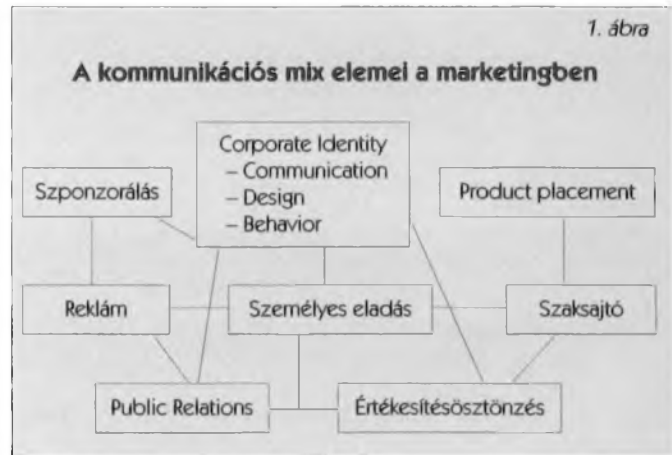 1. ábra
A kommunikációs mix elemei a marketingben
Corporate Identity
– Communication
– Design
– Behavior
Szponzorálás
Product placement
Reklám
Személyes eladás
Szaksajtó
Public Relations
Értékesítésösztönzés